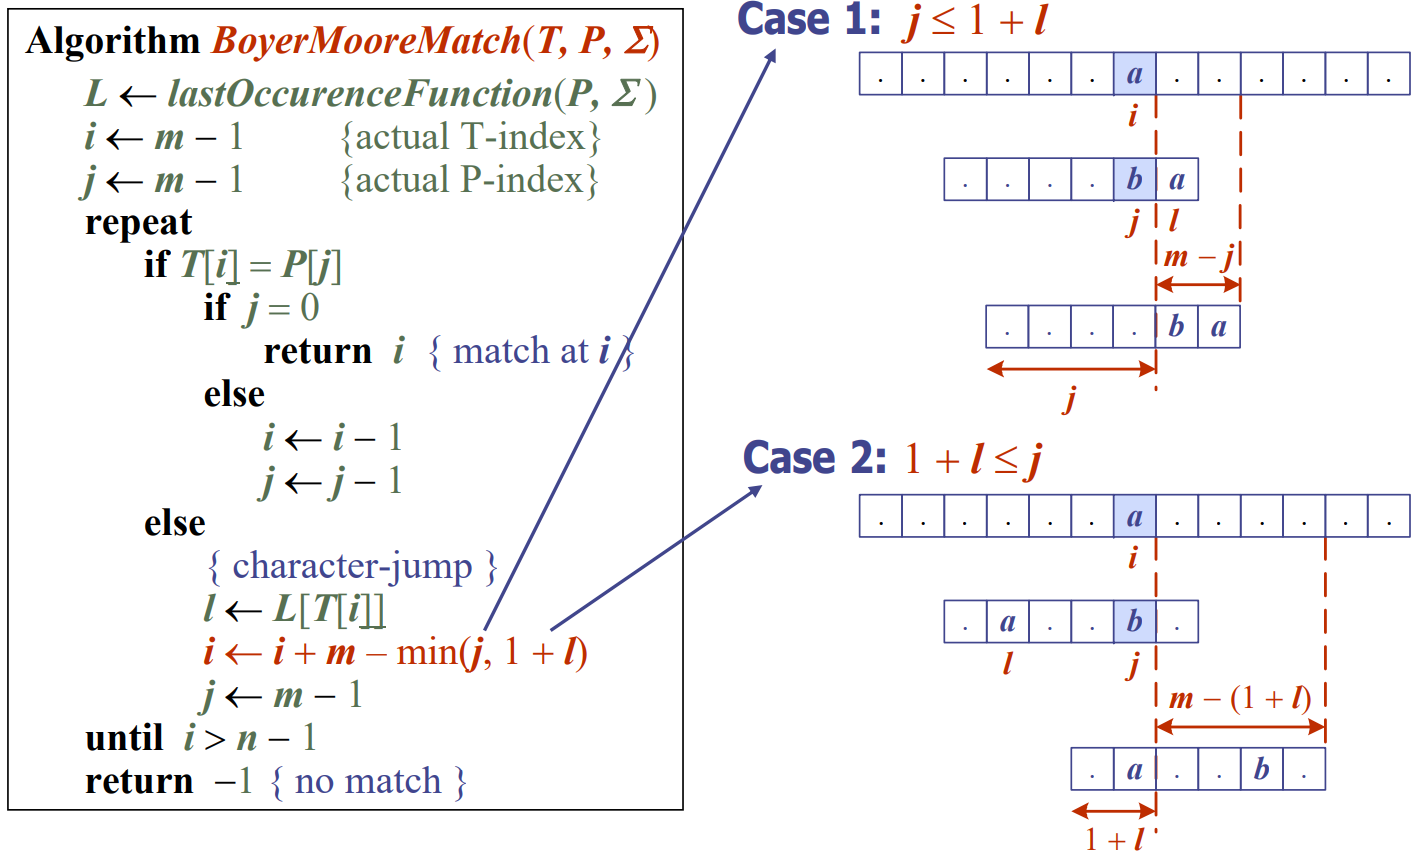 Algorithm BoyerMooreMatch(T, P, Σ)
L ← lastOccurenceFunction(P, Σ )
i ← m − 1 {actual T-index}
j ← m − 1 {actual P-index}
repeat
if T[i] = P[j]
if j = 0
return i { match at i }
else
i ← i − 1
j ← j − 1
else
{ character-jump }
l ← L[T[i]]
i ← i + m – min(j, 1 + l)
j ← m − 1
until i > n − 1
return −1 { no match }
Case 1: j ≤ 1 + l
. . . . . . a . . . . . .
i
. . . . b a
j l
m − j
. . . . b a
j
Case 2: 1 + l ≤ j
. . . . . . a . . . . . .
i
. a . . b .
l j
m − (1 + l)
. a . . b .
1 + l